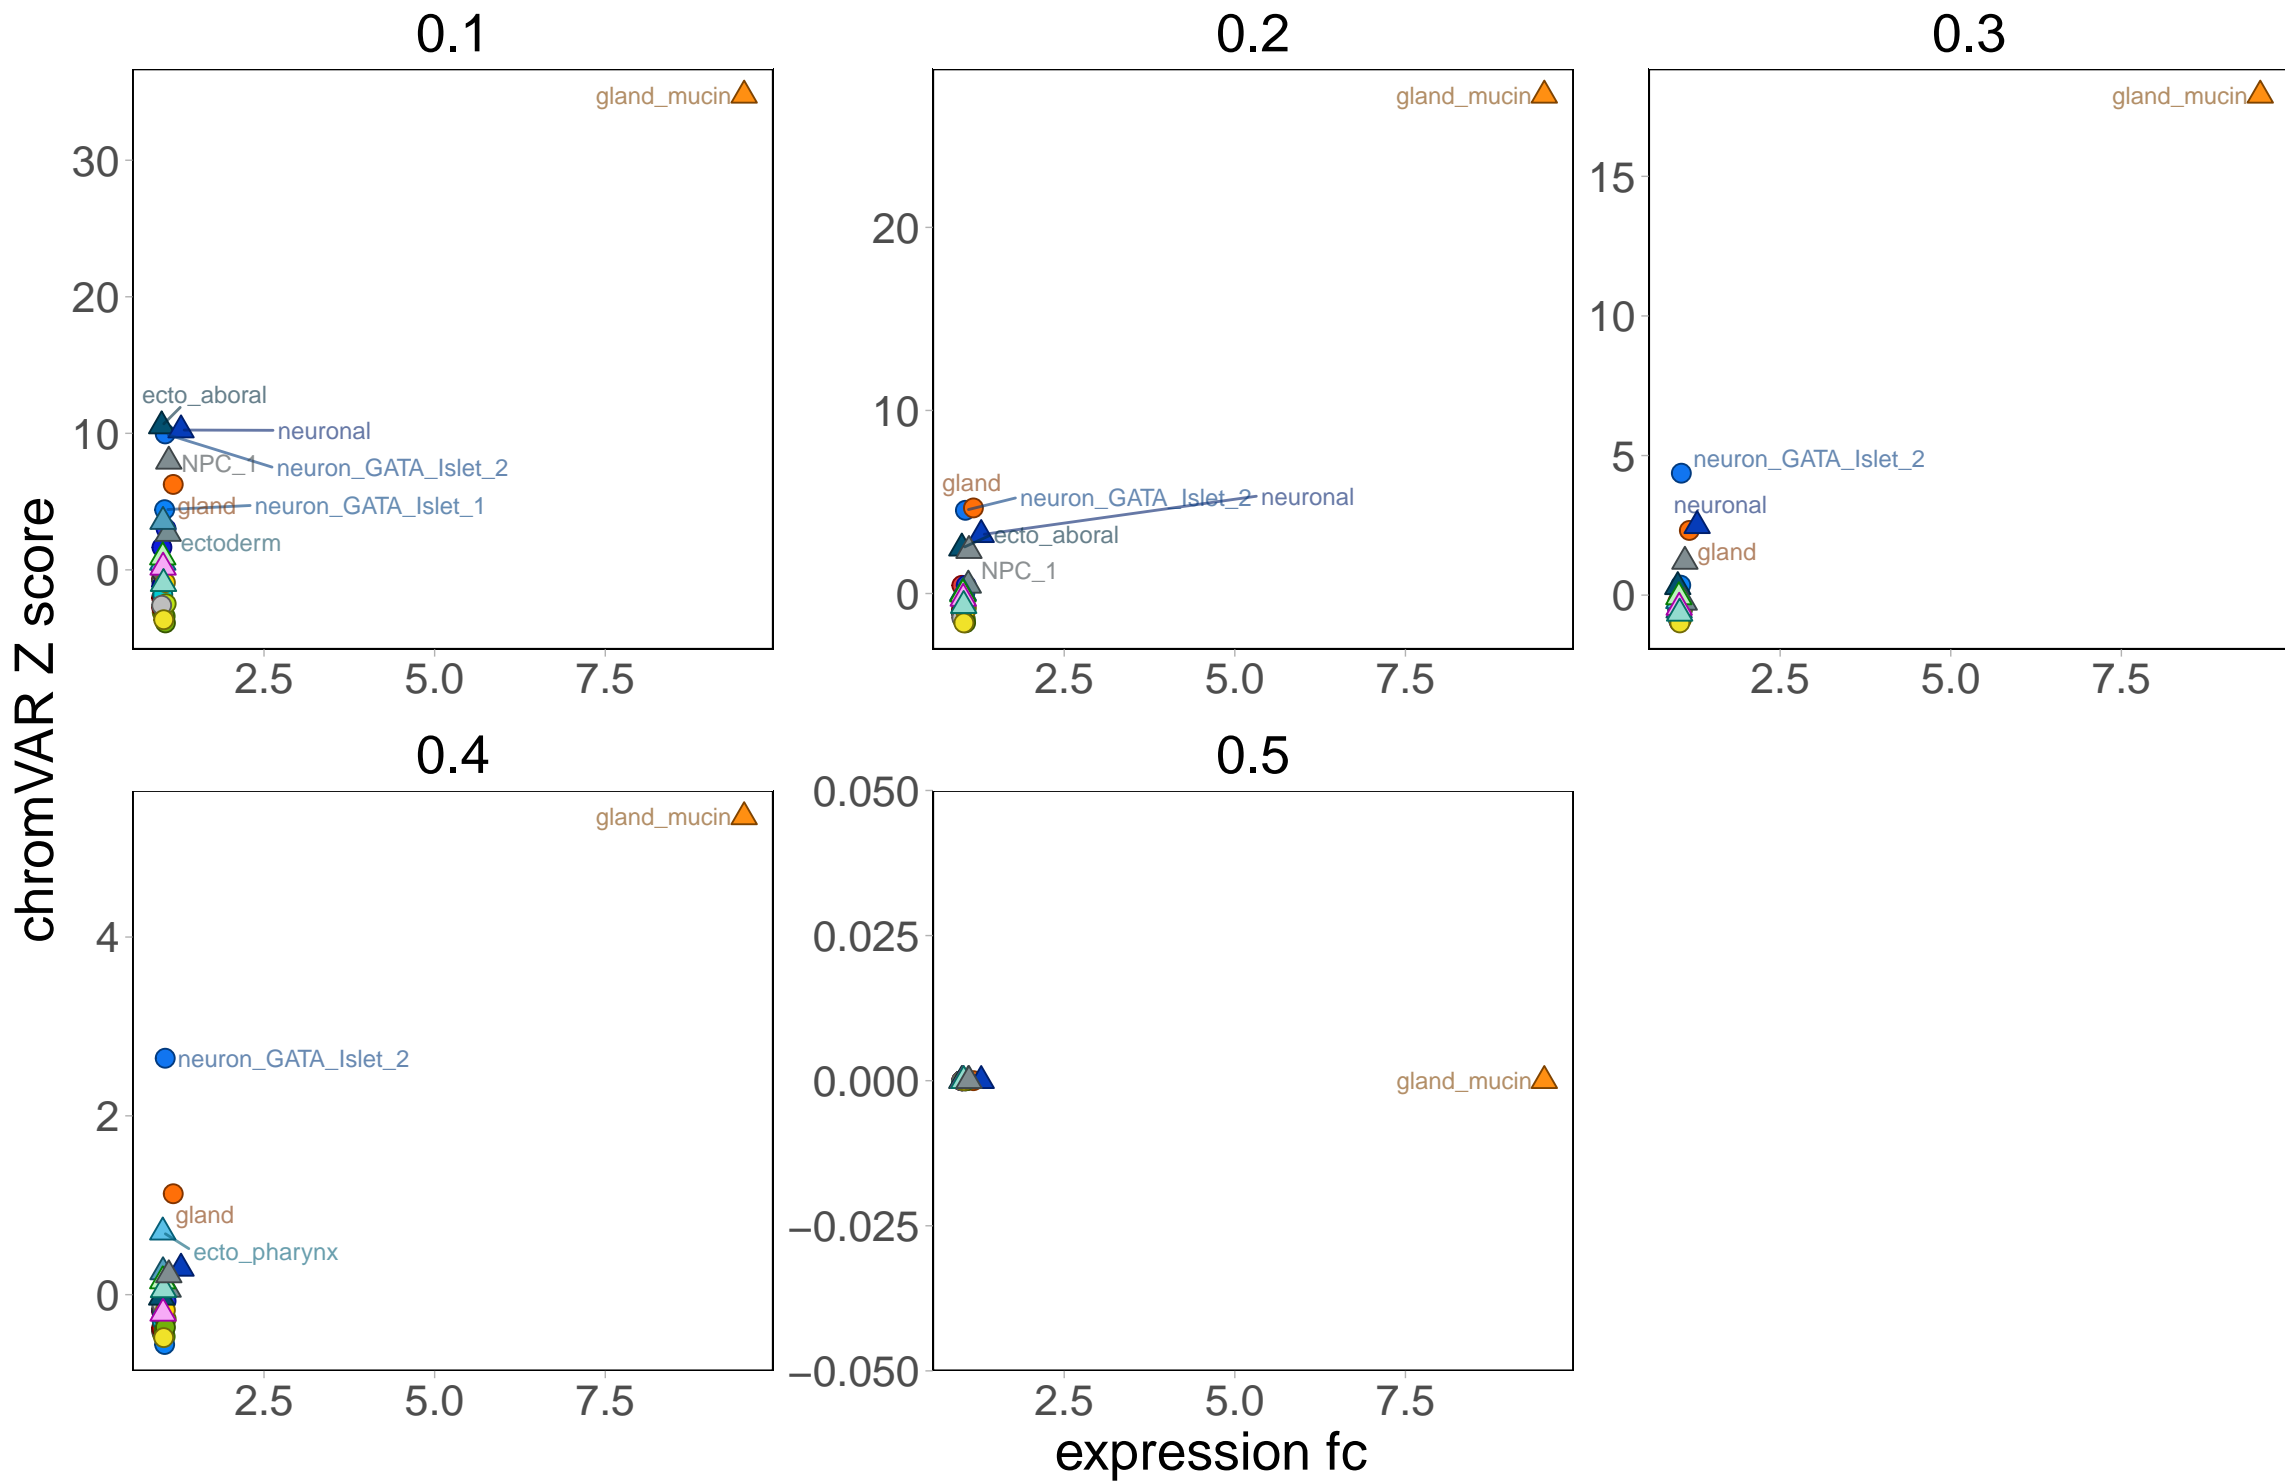 0.1
0.2
0.3
gland_mucin
gland_mucin
gland_mucin
30
20
10
0
20
10
0
15
10
5
0
ecto_aboral
neuronal
NPC_1
neuron_GATA_Islet_2
gland
neuron_GATA_Islet_1
ectoderm
gland
neuron_GATA_Islet_2
neuronal
ecto_aboral
NPC_1
neuron_GATA_Islet_2
neuronal
gland
2.5 5.0 7.5
2.5 5.0 7.5
2.5 5.0 7.5
chromVAR Z score
0.4
0.5
gland_mucin
4
2
0
neuron_GATA_Islet_2
gland
ecto_pharynx
0.050
0.025
0.000
−0.025
−0.050
gland_mucin
2.5 5.0 7.5
2.5 5.0 7.5
expression fc